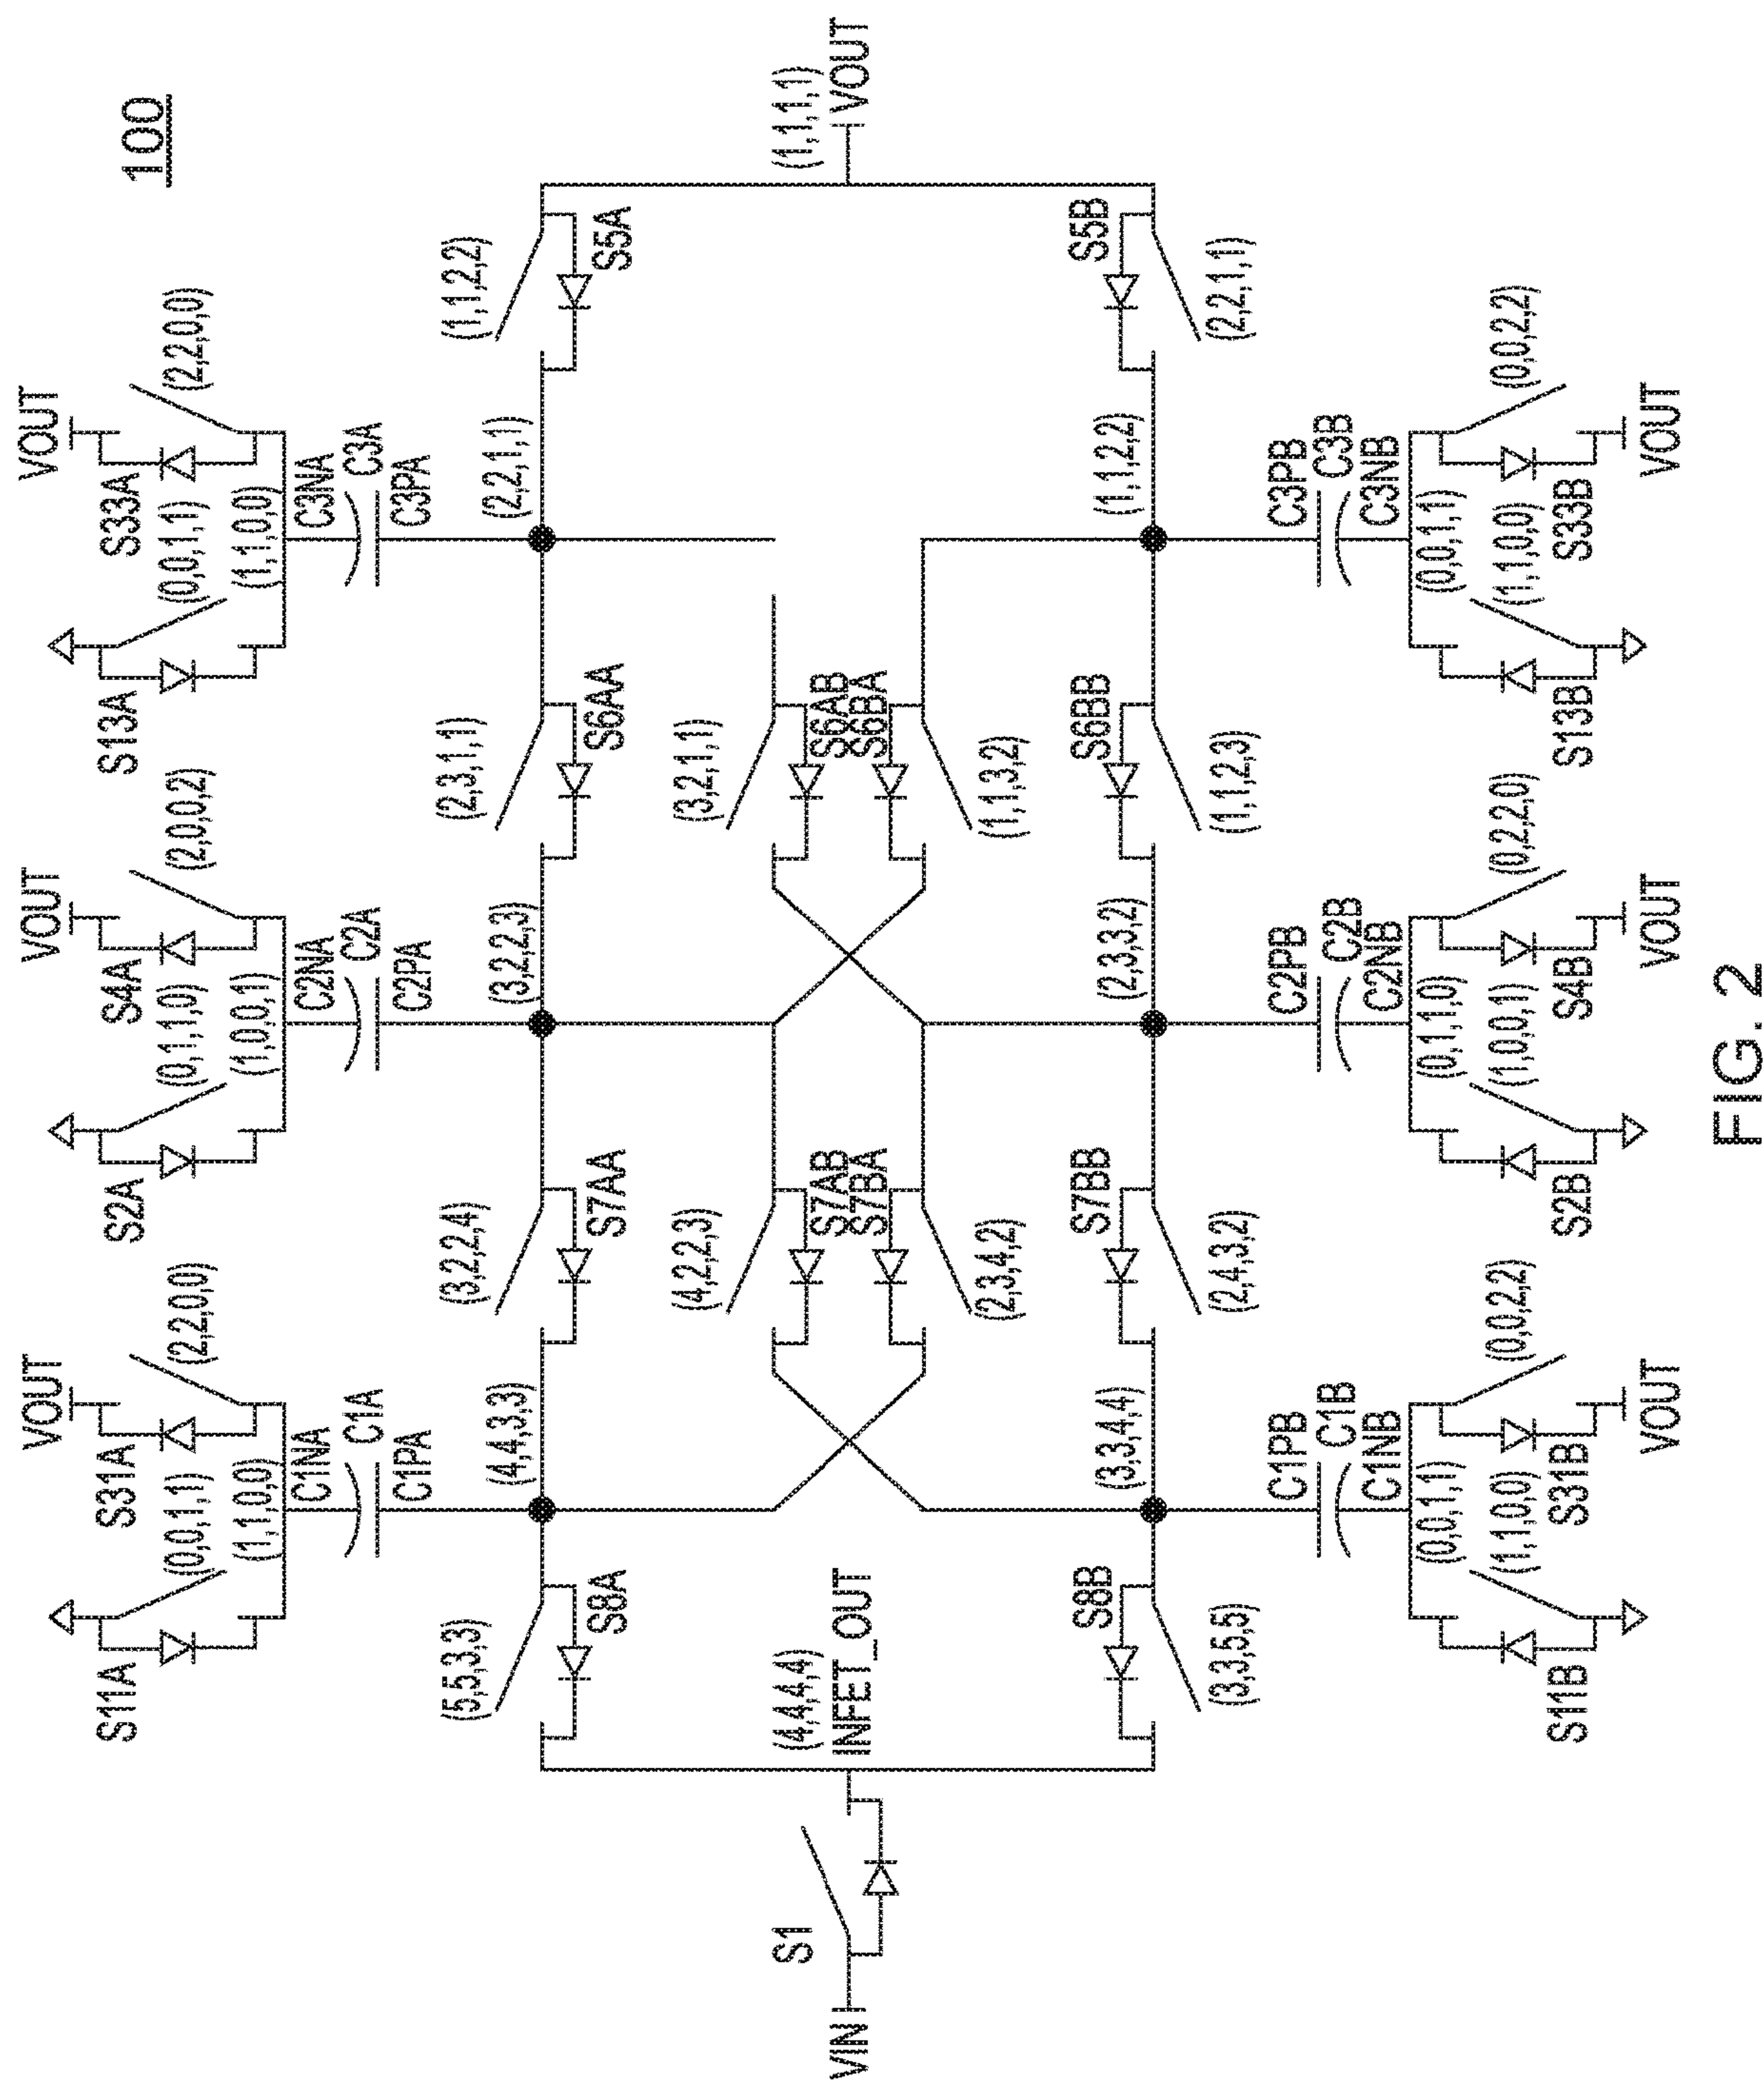 100
VOUT
S33A
(2,2,0,0)
S13A
(0,0,1,1)
(1,1,0,0)
C3NA
C3A
C3PA
VOUT
S4A
(2,0,0,2)
S2A
(0,1,1,0)
(1,0,0,1)
C2NA
C2A
C2PA
VOUT
S31A
(2,2,0,0)
S11A
(0,0,1,1)
(1,1,0,0)
C1NA
C1A
C1PA
(5,5,3,3)
S8A
(4,4,3,3)
(3,2,2,4)
S7AA
(3,2,2,3)
(2,3,1,1)
S6AA
(2,2,1,1)
(1,1,2,2)
S5A
VIN
S1
(4,4,4,4)
INFET_OUT
(4,2,2,3)
S7AB
S7BA
(2,3,4,2)
(3,2,1,1)
S6AB
S6BA
(1,1,3,2)
(1,1,1,1)
VOUT
S8B
(3,3,5,5)
(3,3,4,4)
S7BB
(2,4,3,2)
(2,3,3,2)
S6BB
(1,1,2,3)
(1,1,2,2)
S5B
(2,2,1,1)
C1PB
C1B
C1NB
(0,0,1,1)
(1,1,0,0)
S11B
(0,0,2,2)
S31B
VOUT
C2PB
C2B
C2NB
(0,1,1,0)
(1,0,0,1)
S2B
(0,2,2,0)
S4B
VOUT
C3PB
C3B
C3NB
(0,0,1,1)
(1,1,0,0)
S13B
(0,0,2,2)
S33B
VOUT
FIG. 2